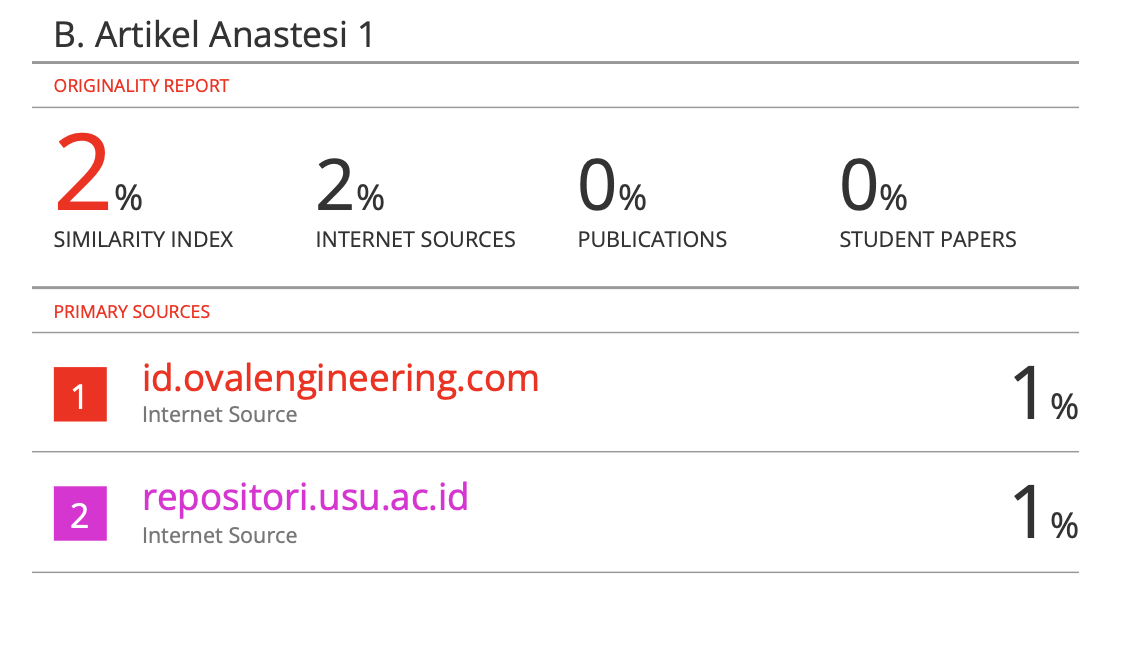 B. Artikel Anastesi 1
ORIGINALITY REPORT
2% 2% 0% 0%
SIMILARITY INDEX INTERNET SOURCES PUBLICATIONS STUDENT PAPERS
PRIMARY SOURCES
1 id.ovalengineering.com 1%
Internet Source
2 repositori.usu.ac.id 1%
Internet Source